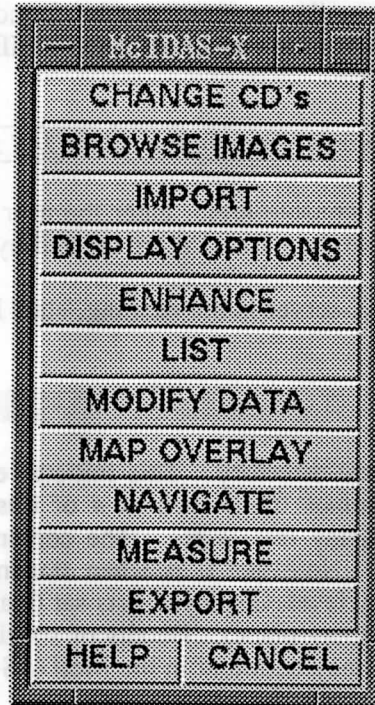 McIDAS-X
CHANGE CD's
BROWSE IMAGES
IMPORT
DISPLAY OPTIONS
ENHANCE
LIST
MODIFY DATA
MAP OVERLAY
NAVIGATE
MEASURE
EXPORT
HELP CANCEL